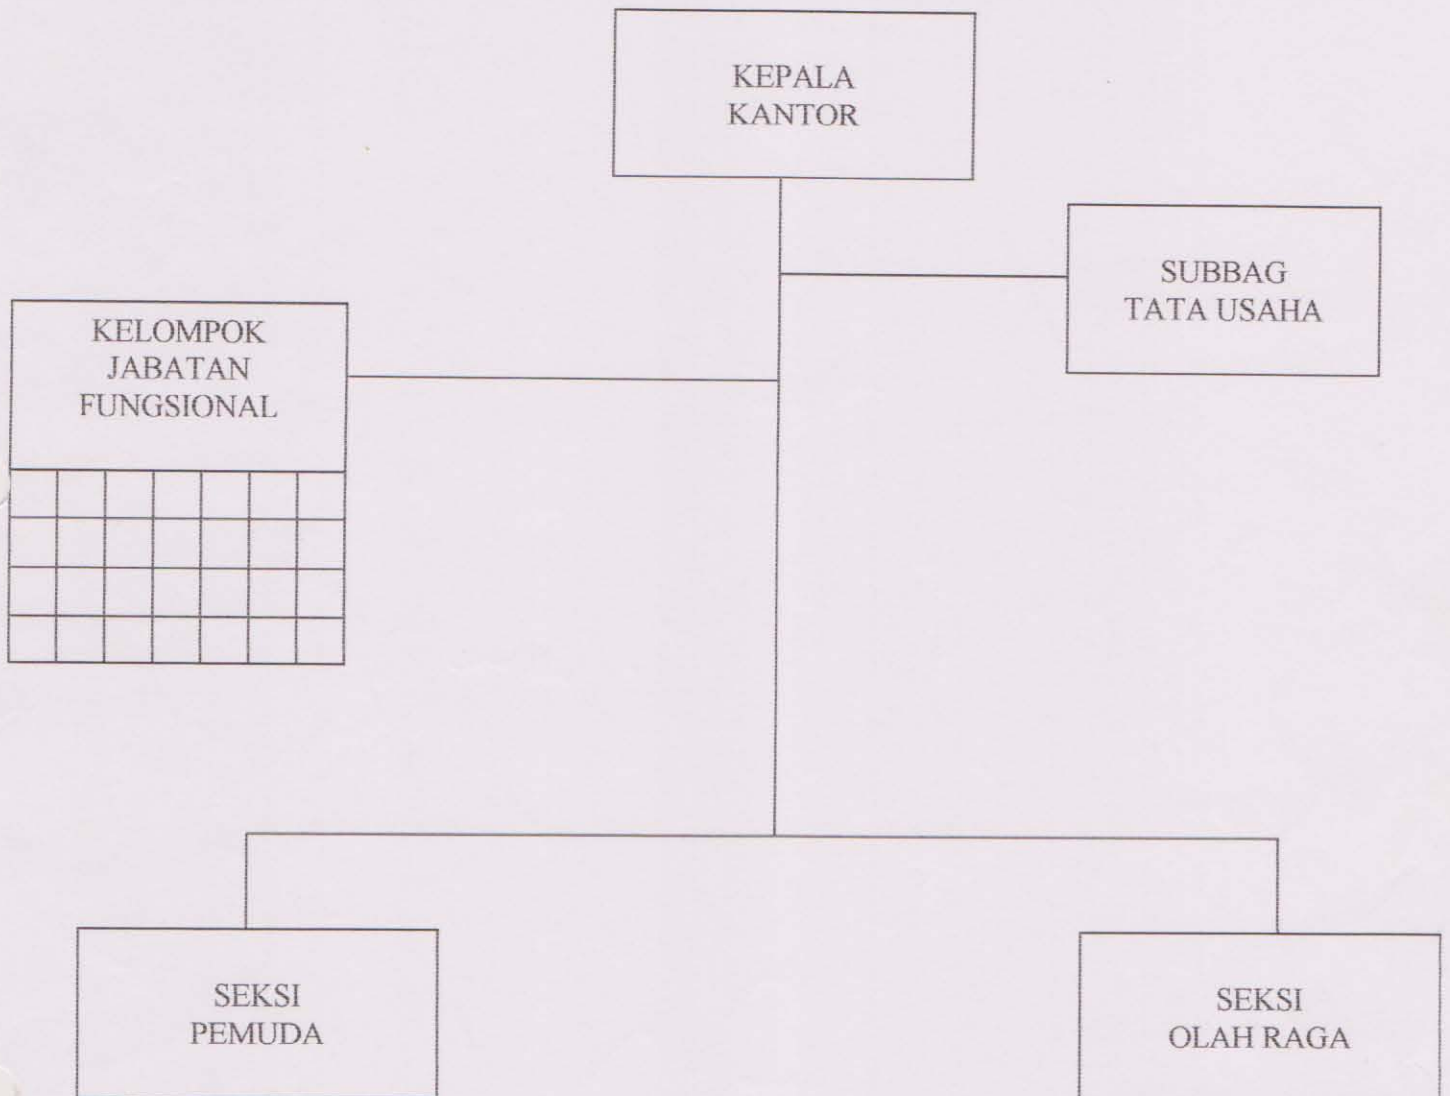 KEPALA
KANTOR
SUBBAG
TATA USAHA
KELOMPOK
JABATAN
FUNGSIONAL
SEKSI
PEMUDA
SEKSI
OLAH RAGA